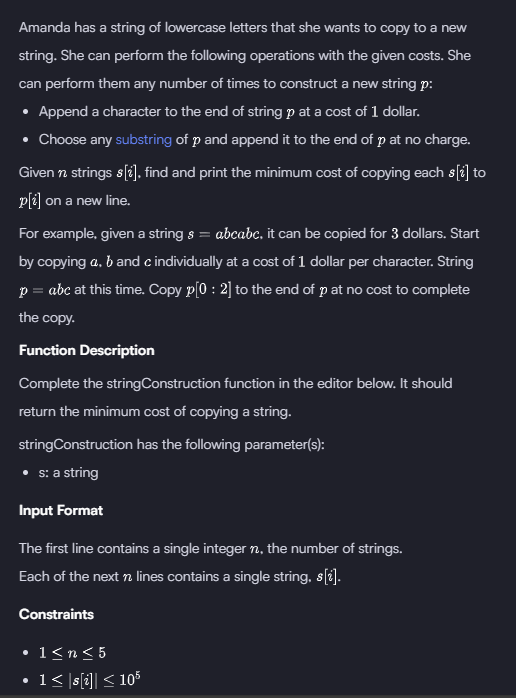 Amanda has a string of lowercase letters that she wants to copy to a new
string. She can perform the following operations with the given costs. She
can perform them any number of times to construct a new string p:
• Append a character to the end of string p at a cost of 1 dollar.
• Choose any substring of p and append it to the end of p at no charge.
Given n strings s[i], find and print the minimum cost of copying each s[i] to
p[i] on a new line.
For example, given a string s = abcabc, it can be copied for 3 dollars. Start
by copying a, b and c individually at a cost of 1 dollar per character. String
p = abc at this time. Copy p[0 : 2] to the end of p at no cost to complete
the copy.
Function Description
Complete the stringConstruction function in the editor below. It should
return the minimum cost of copying a string.
stringConstruction has the following parameter(s):
• s: a string
Input Format
The first line contains a single integer n, the number of strings.
Each of the next n lines contains a single string, s[i].
Constraints
• 1 ≤ n ≤ 5
• 1 ≤ |s[i]| ≤ 10⁵